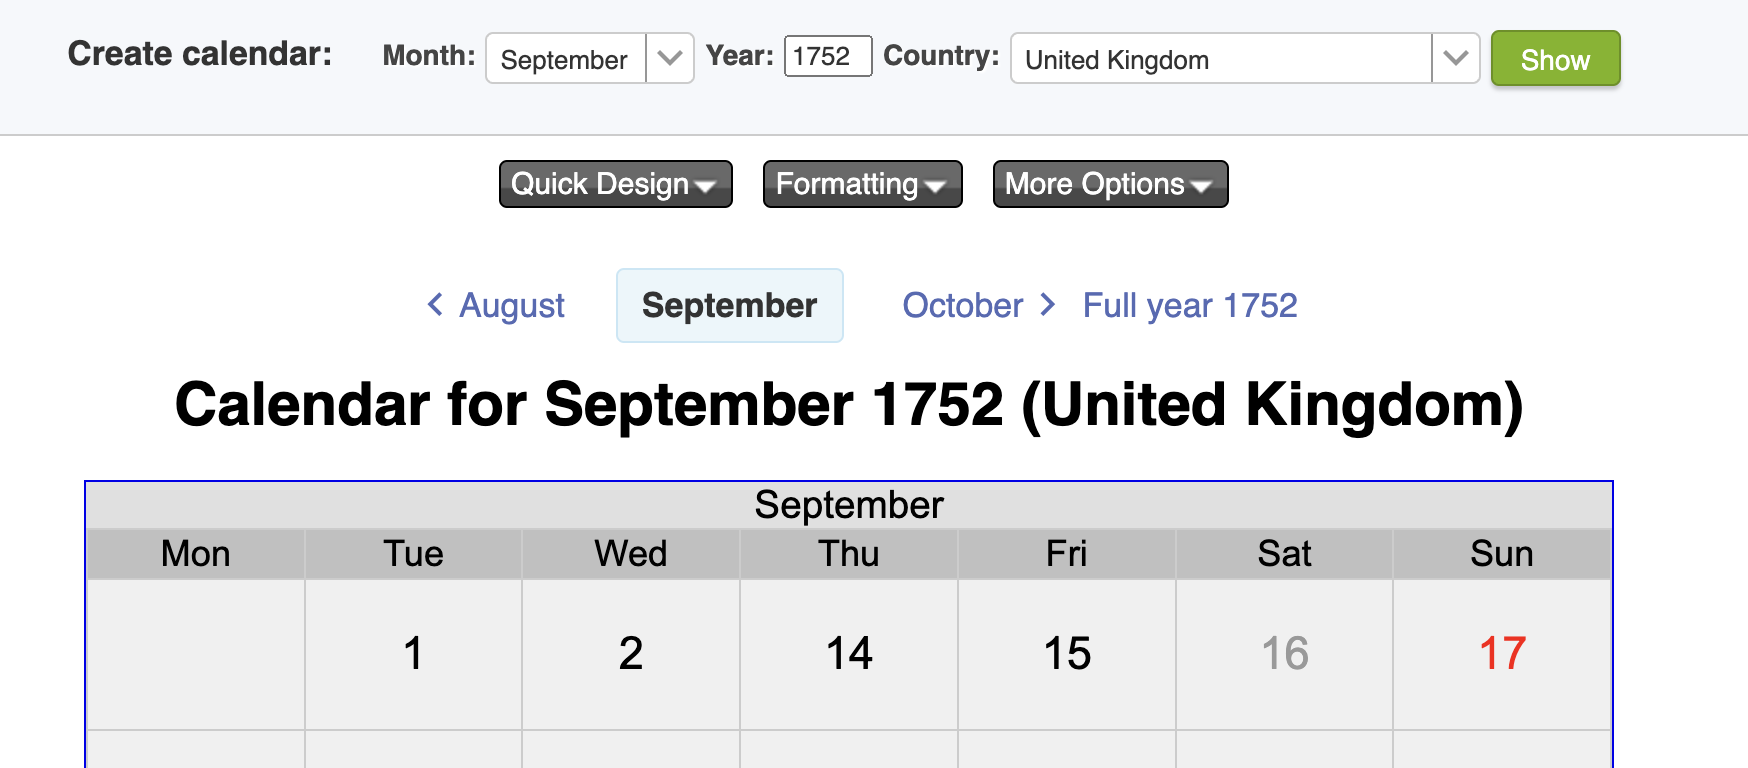 Create calendar: Month: September Year: 1752 Country: United Kingdom Show
Quick Design Formatting More Options
< August September October > Full year 1752
Calendar for September 1752 (United Kingdom)
September
Mon Tue Wed Thu Fri Sat Sun
1 2 14 15 16 17